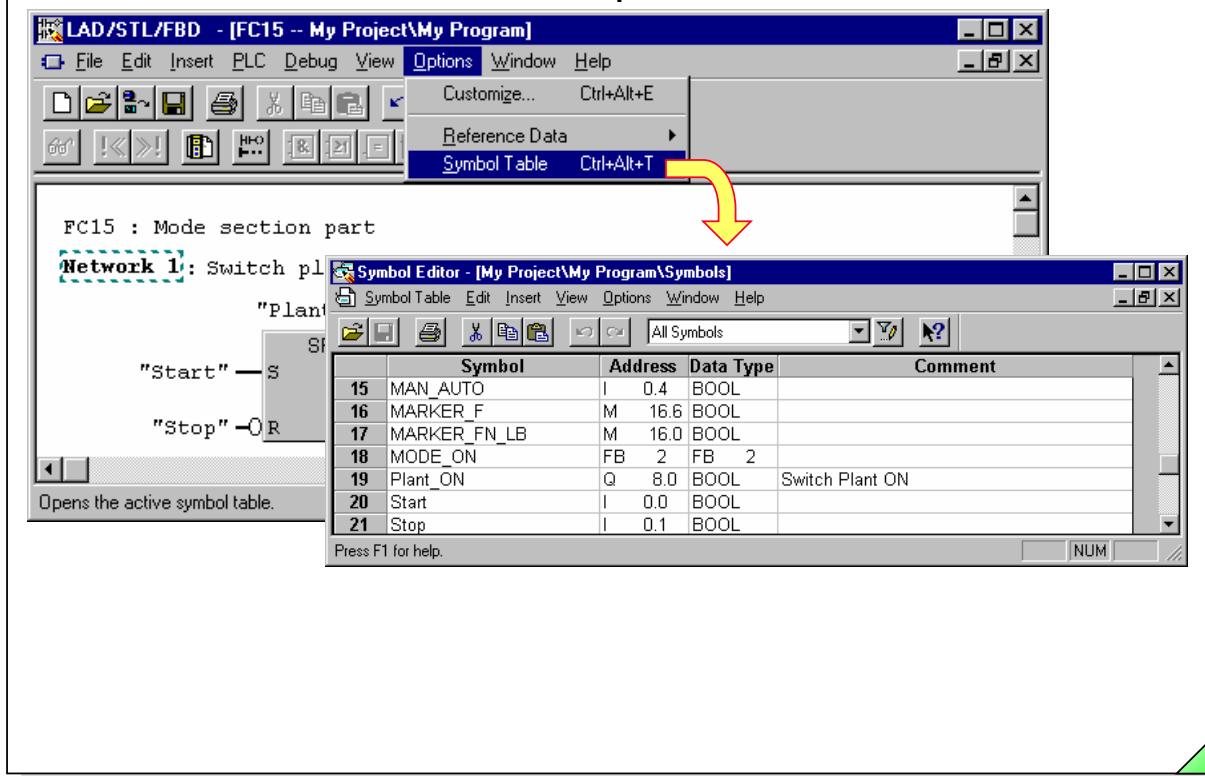 LAD/STL/FBD - [FC15 -- My Project\My Program]
File Edit Insert PLC Debug View Options Window Help
Customize... Ctrl+Alt+E
Reference Data
Symbol Table Ctrl+Alt+T
FC15 : Mode section part
Network 1: Switch pl
"Plant
"Start" S
"Stop" R
Opens the active symbol table.
Symbol Editor - [My Project\My Program\Symbols]
Symbol Table Edit Insert View Options Window Help
All Symbols
Symbol Address Data Type Comment
15 MAN_AUTO I 0.4 BOOL
16 MARKER_F M 16.6 BOOL
17 MARKER_FN_LB M 16.0 BOOL
18 MODE_ON FB 2 FB 2
19 Plant_ON Q 8.0 BOOL Switch Plant ON
20 Start I 0.0 BOOL
21 Stop I 0.1 BOOL
Press F1 for help. NUM